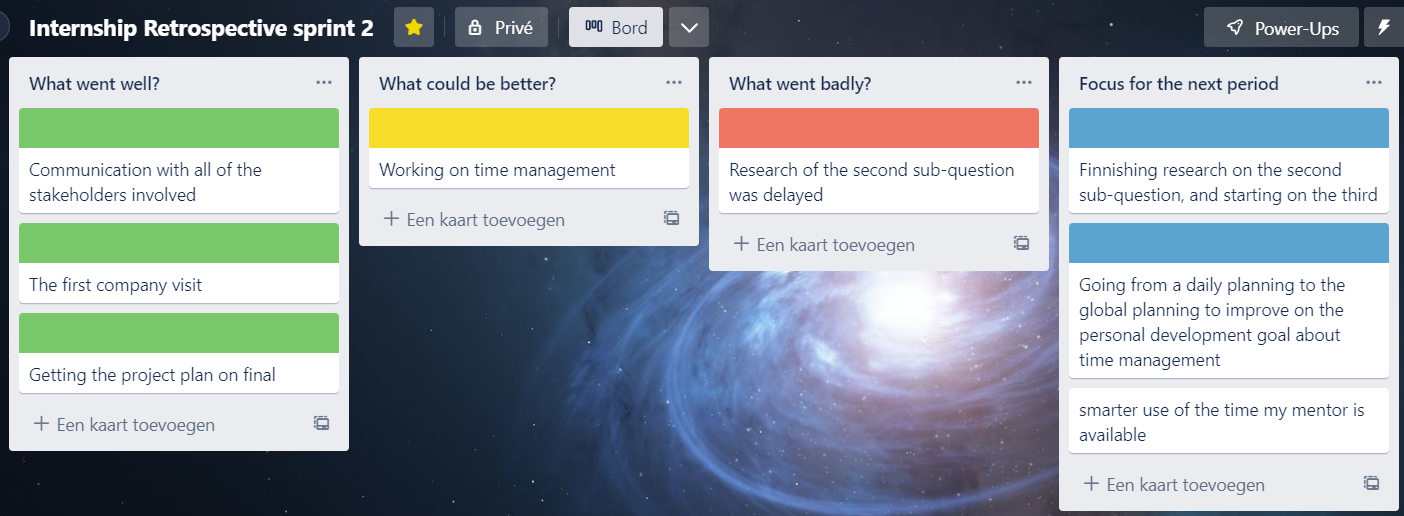 Internship Retrospective sprint 2
Privé
Bord
Power-Ups
What went well?
Communication with all of the
stakeholders involved
The first company visit
Getting the project plan on final
Een kaart toevoegen
What could be better?
Working on time management
Een kaart toevoegen
What went badly?
Research of the second sub-question
was delayed
Een kaart toevoegen
Focus for the next period
Finnishing research on the second
sub-question, and starting on the third
Going from a daily planning to the
global planning to improve on the
personal development goal about
time management
smarter use of the time my mentor is
available
Een kaart toevoegen